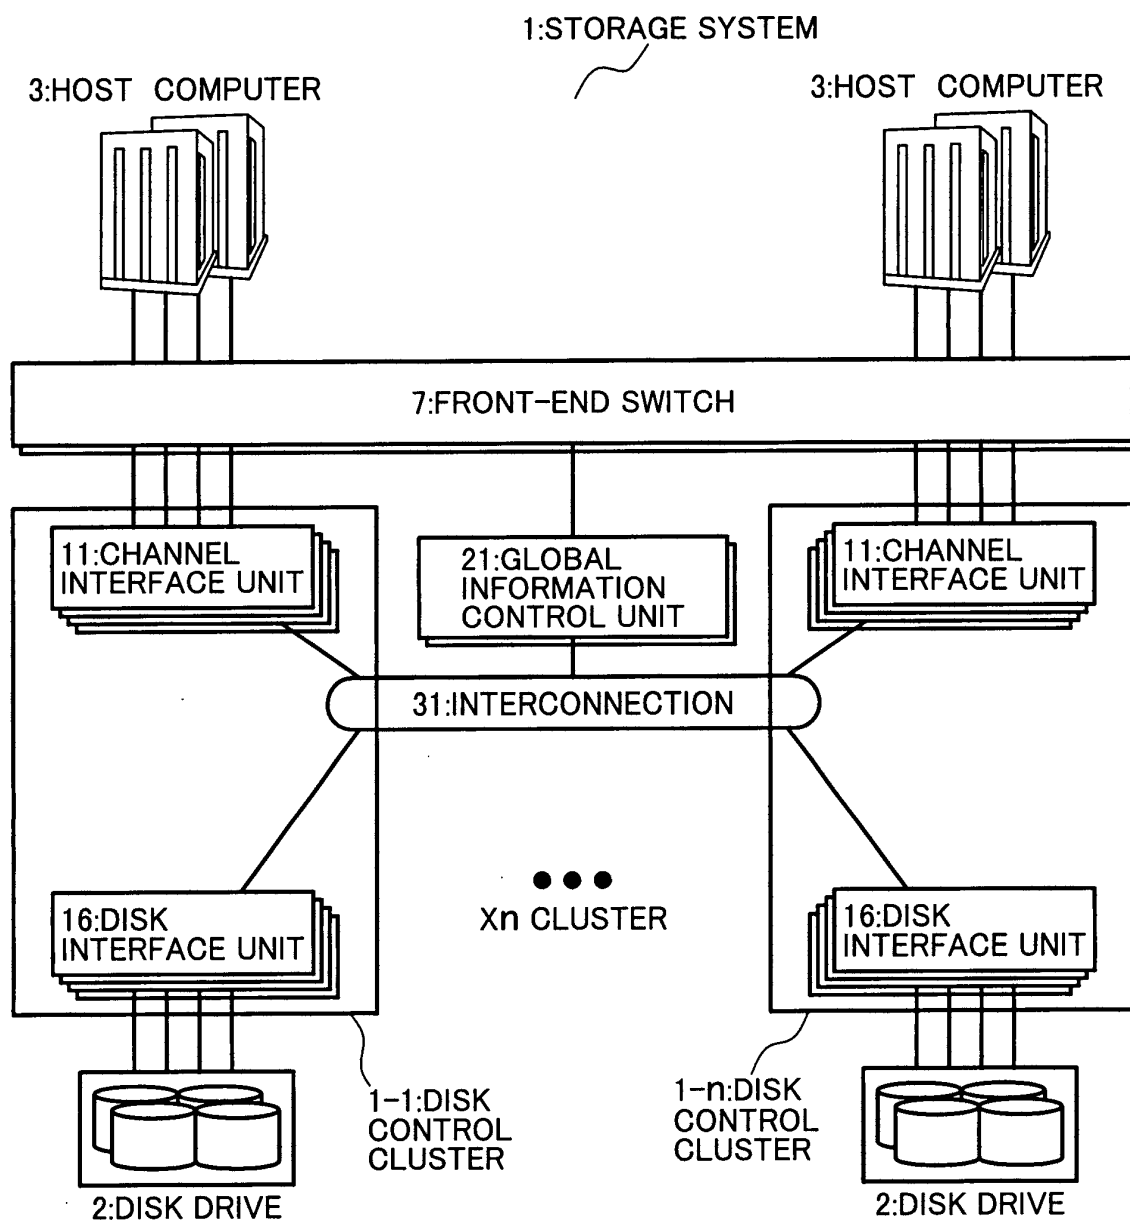 1:STORAGE SYSTEM
3:HOST COMPUTER
3:HOST COMPUTER
7:FRONT-END SWITCH
11:CHANNEL
INTERFACE UNIT
21:GLOBAL
INFORMATION
CONTROL UNIT
11:CHANNEL
INTERFACE UNIT
31:INTERCONNECTION
Xn CLUSTER
16:DISK
INTERFACE UNIT
16:DISK
INTERFACE UNIT
1-1:DISK
CONTROL
CLUSTER
1-n:DISK
CONTROL
CLUSTER
2:DISK DRIVE
2:DISK DRIVE